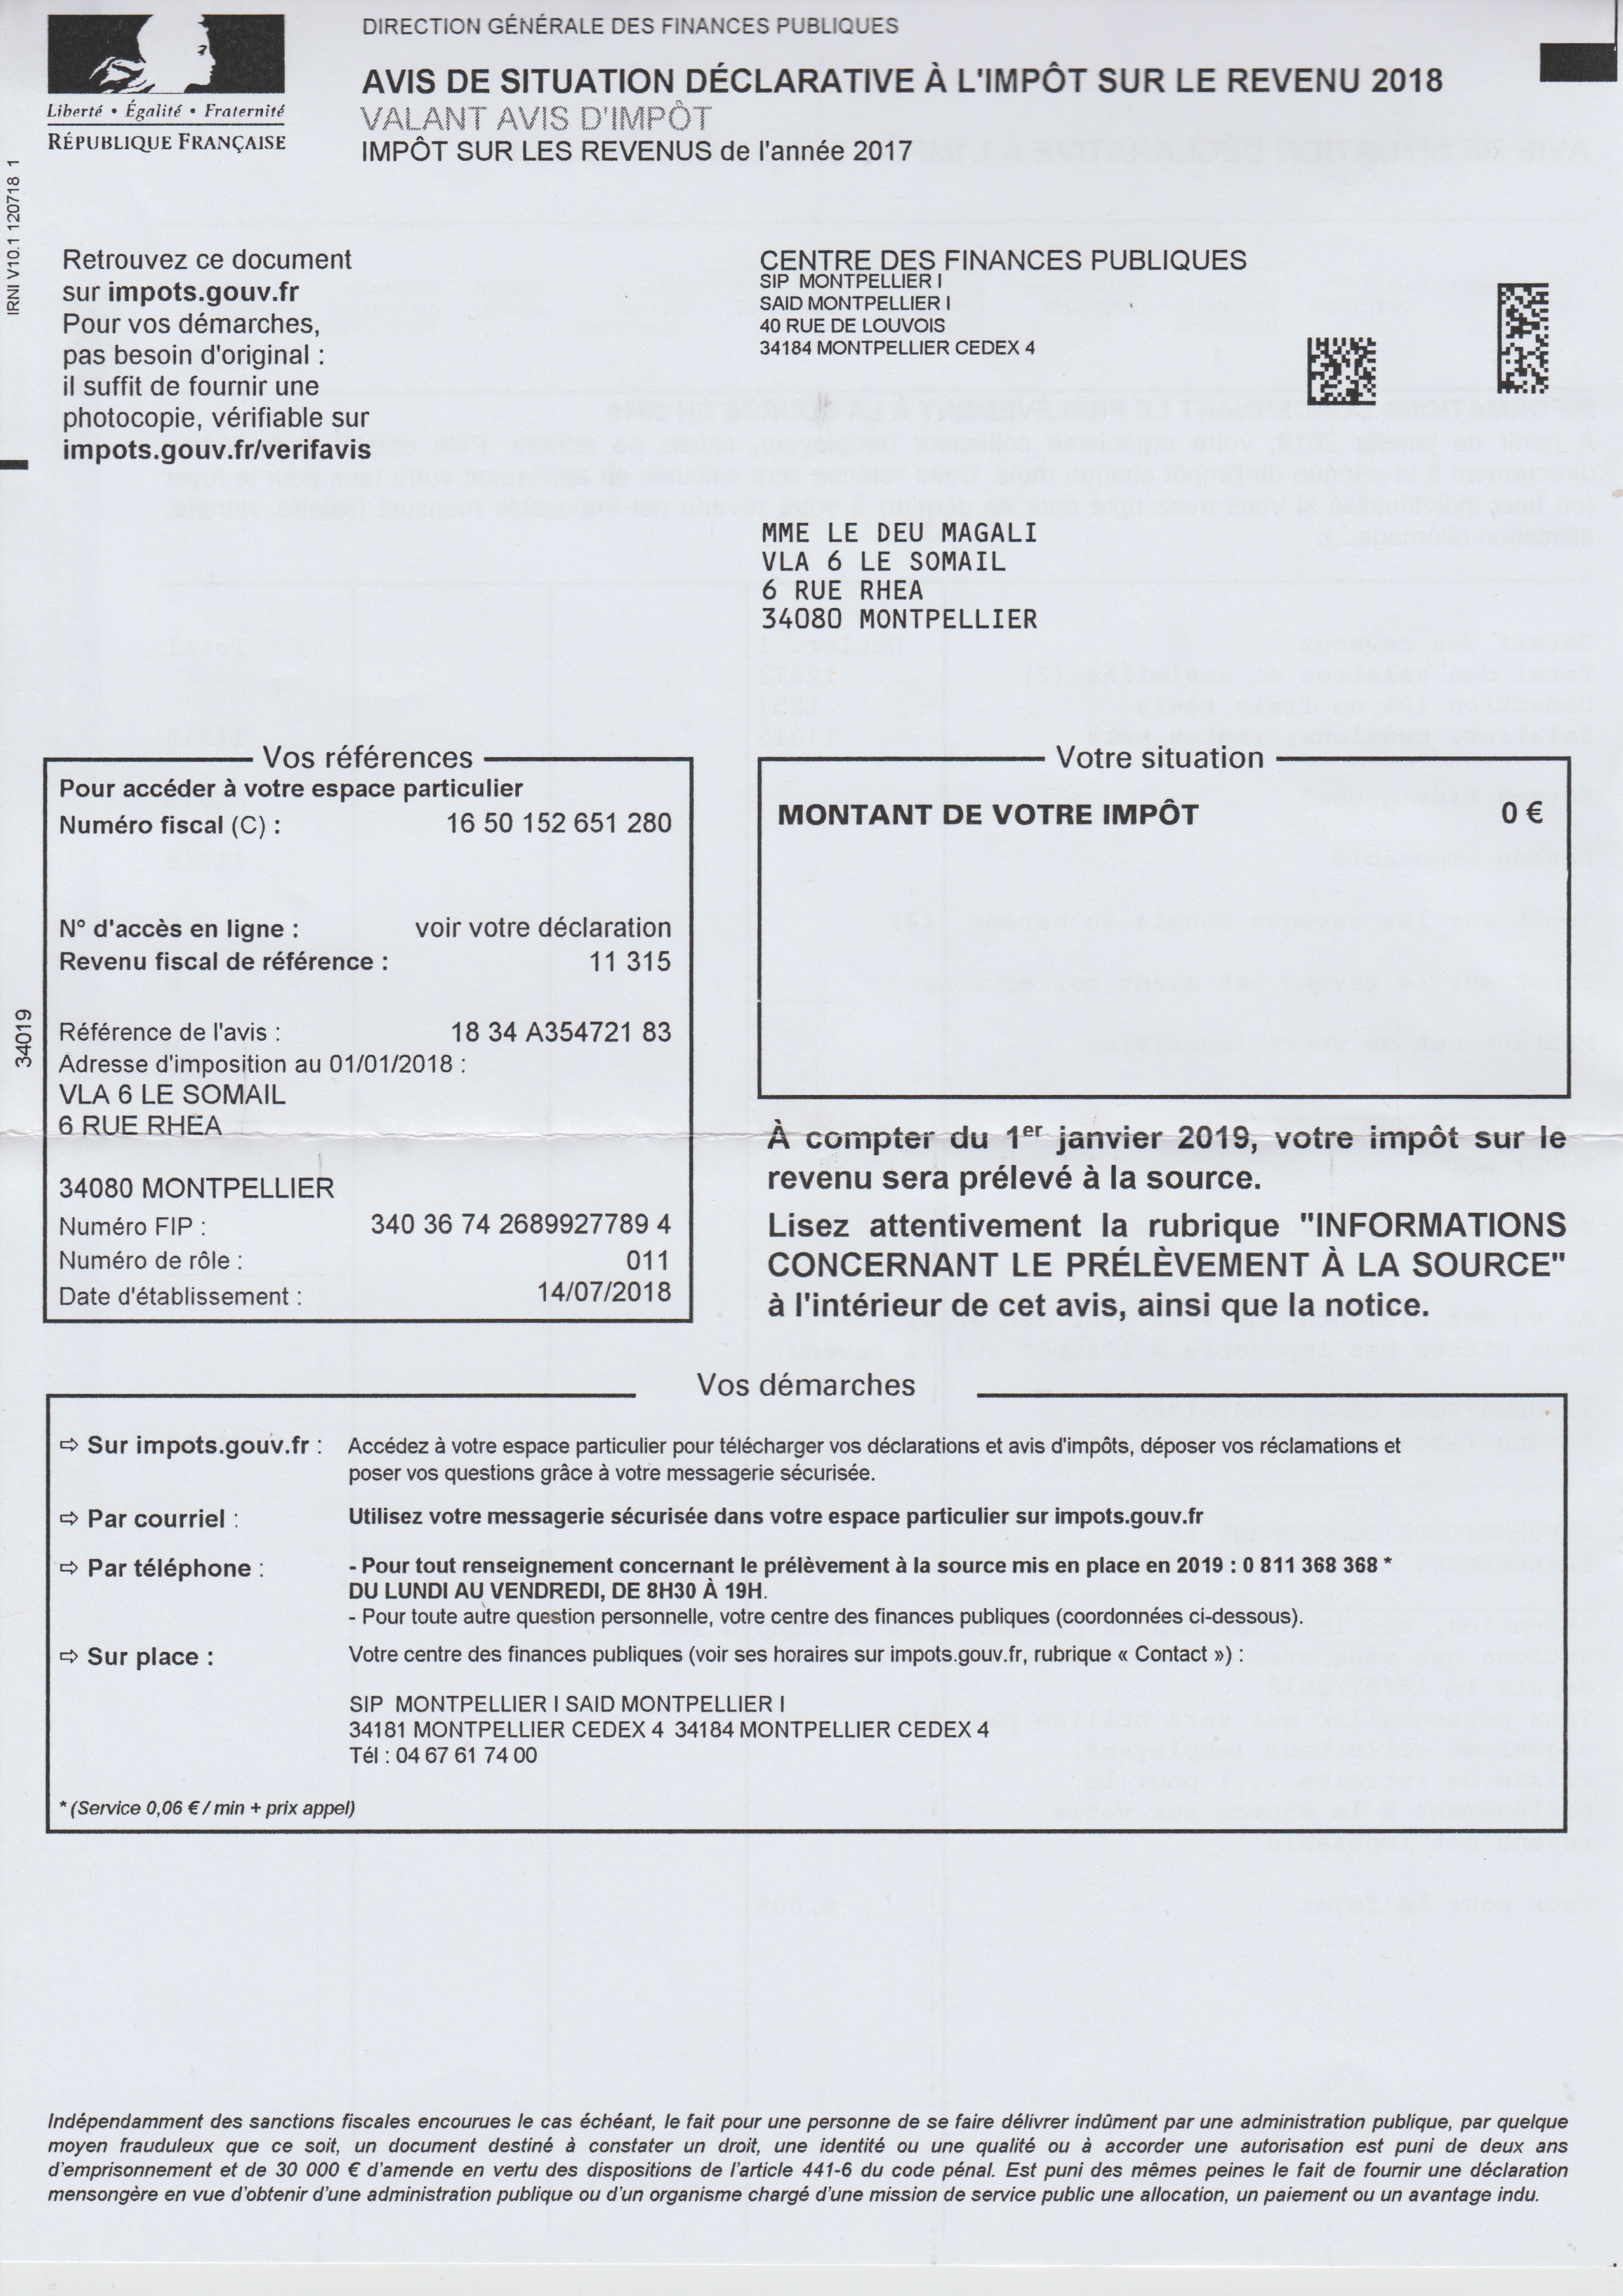 Liberté • Égalité • Fraternité
RÉPUBLIQUE FRANÇAISE
DIRECTION GÉNÉRALE DES FINANCES PUBLIQUES
AVIS DE SITUATION DÉCLARATIVE À L'IMPÔT SUR LE REVENU 2018
VALANT AVIS D'IMPÔT
IMPÔT SUR LES REVENUS de l'année 2017
IRNI V10.1 120718 1
Retrouvez ce document
sur impots.gouv.fr
Pour vos démarches,
pas besoin d'original :
il suffit de fournir une
photocopie, vérifiable sur
impots.gouv.fr/verifavis
CENTRE DES FINANCES PUBLIQUES
SIP MONTPELLIER I
SAID MONTPELLIER I
40 RUE DE LOUVOIS
34184 MONTPELLIER CEDEX 4
MME LE DEU MAGALI
VLA 6 LE SOMAIL
6 RUE RHEA
34080 MONTPELLIER
Vos références
Pour accéder à votre espace particulier
Numéro fiscal (C) : 16 50 152 651 280
N° d'accès en ligne : voir votre déclaration
Revenu fiscal de référence : 11 315
Référence de l'avis : 18 34 A354721 83
Adresse d'imposition au 01/01/2018 :
VLA 6 LE SOMAIL
6 RUE RHEA
34080 MONTPELLIER
Numéro FIP : 340 36 74 2689927789 4
Numéro de rôle : 011
Date d'établissement : 14/07/2018
34019
Votre situation
MONTANT DE VOTRE IMPÔT 0 €
À compter du 1er janvier 2019, votre impôt sur le
revenu sera prélevé à la source.
Lisez attentivement la rubrique "INFORMATIONS
CONCERNANT LE PRÉLÈVEMENT À LA SOURCE"
à l'intérieur de cet avis, ainsi que la notice.
Vos démarches
⇨ Sur impots.gouv.fr : Accédez à votre espace particulier pour télécharger vos déclarations et avis d'impôts, déposer vos réclamations et
poser vos questions grâce à votre messagerie sécurisée.
⇨ Par courriel : Utilisez votre messagerie sécurisée dans votre espace particulier sur impots.gouv.fr
⇨ Par téléphone : - Pour tout renseignement concernant le prélèvement à la source mis en place en 2019 : 0 811 368 368 *
DU LUNDI AU VENDREDI, DE 8H30 À 19H.
- Pour toute autre question personnelle, votre centre des finances publiques (coordonnées ci-dessous).
⇨ Sur place : Votre centre des finances publiques (voir ses horaires sur impots.gouv.fr, rubrique « Contact ») :
SIP MONTPELLIER I SAID MONTPELLIER I
34181 MONTPELLIER CEDEX 4 34184 MONTPELLIER CEDEX 4
Tél : 04 67 61 74 00
* (Service 0,06 € / min + prix appel)
Indépendamment des sanctions fiscales encourues le cas échéant, le fait pour une personne de se faire délivrer indûment par une administration publique, par quelque
moyen frauduleux que ce soit, un document destiné à constater un droit, une identité ou une qualité ou à accorder une autorisation est puni de deux ans
d'emprisonnement et de 30 000 € d'amende en vertu des dispositions de l'article 441-6 du code pénal. Est puni des mêmes peines le fait de fournir une déclaration
mensongère en vue d'obtenir d'une administration publique ou d'un organisme chargé d'une mission de service public une allocation, un paiement ou un avantage indu.